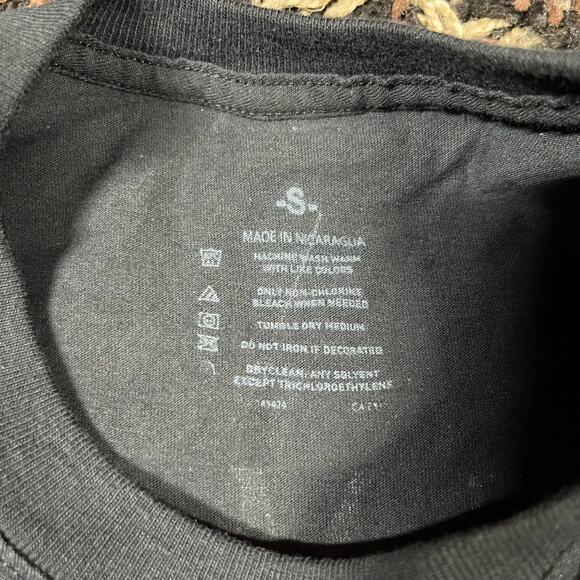 -S-
MADE IN NICARAGUA
MACHINE WASH WARM
WITH LIKE COLORS
ONLY NON-CHLORINE
BLEACH WHEN NEEDED
TUMBLE DRY MEDIUM
DO NOT IRON IF DECORATED
DRYCLEAN: ANY SOLVENT
EXCEPT TRICHLOROETHYLENE
CA